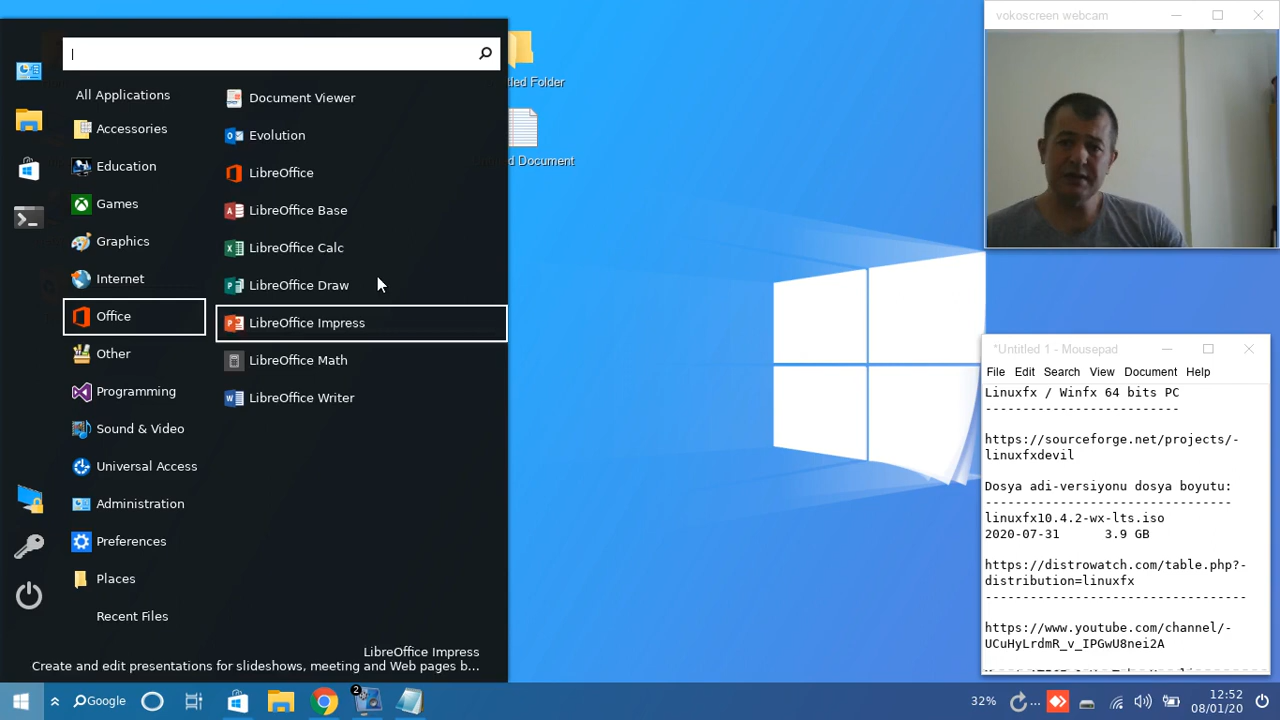 vokoscreen webcam
ded Folder
d Document
All Applications
Accessories
Education
Games
Graphics
Internet
Office
Other
Programming
Sound & Video
Universal Access
Administration
Preferences
Places
Recent Files
Document Viewer
Evolution
LibreOffice
LibreOffice Base
LibreOffice Calc
LibreOffice Draw
LibreOffice Impress
LibreOffice Math
LibreOffice Writer
LibreOffice Impress
Create and edit presentations for slideshows, meeting and Web pages b...
*Untitled 1 - Mousepad
File Edit Search View Document Help
Linuxfx / Winfx 64 bits PC
--------------------------
https://sourceforge.net/projects/-
linuxfxdevil
Dosya adi-versiyonu dosya boyutu:
---------------------------------
linuxfx10.4.2-wx-lts.iso
2020-07-31 3.9 GB
https://distrowatch.com/table.php?-
distribution=linuxfx
-----------------------------------
https://www.youtube.com/channel/-
UCuHyLrdmR_v_IPGwU8nei2A
Google
2
32%
...
12:52
08/01/20